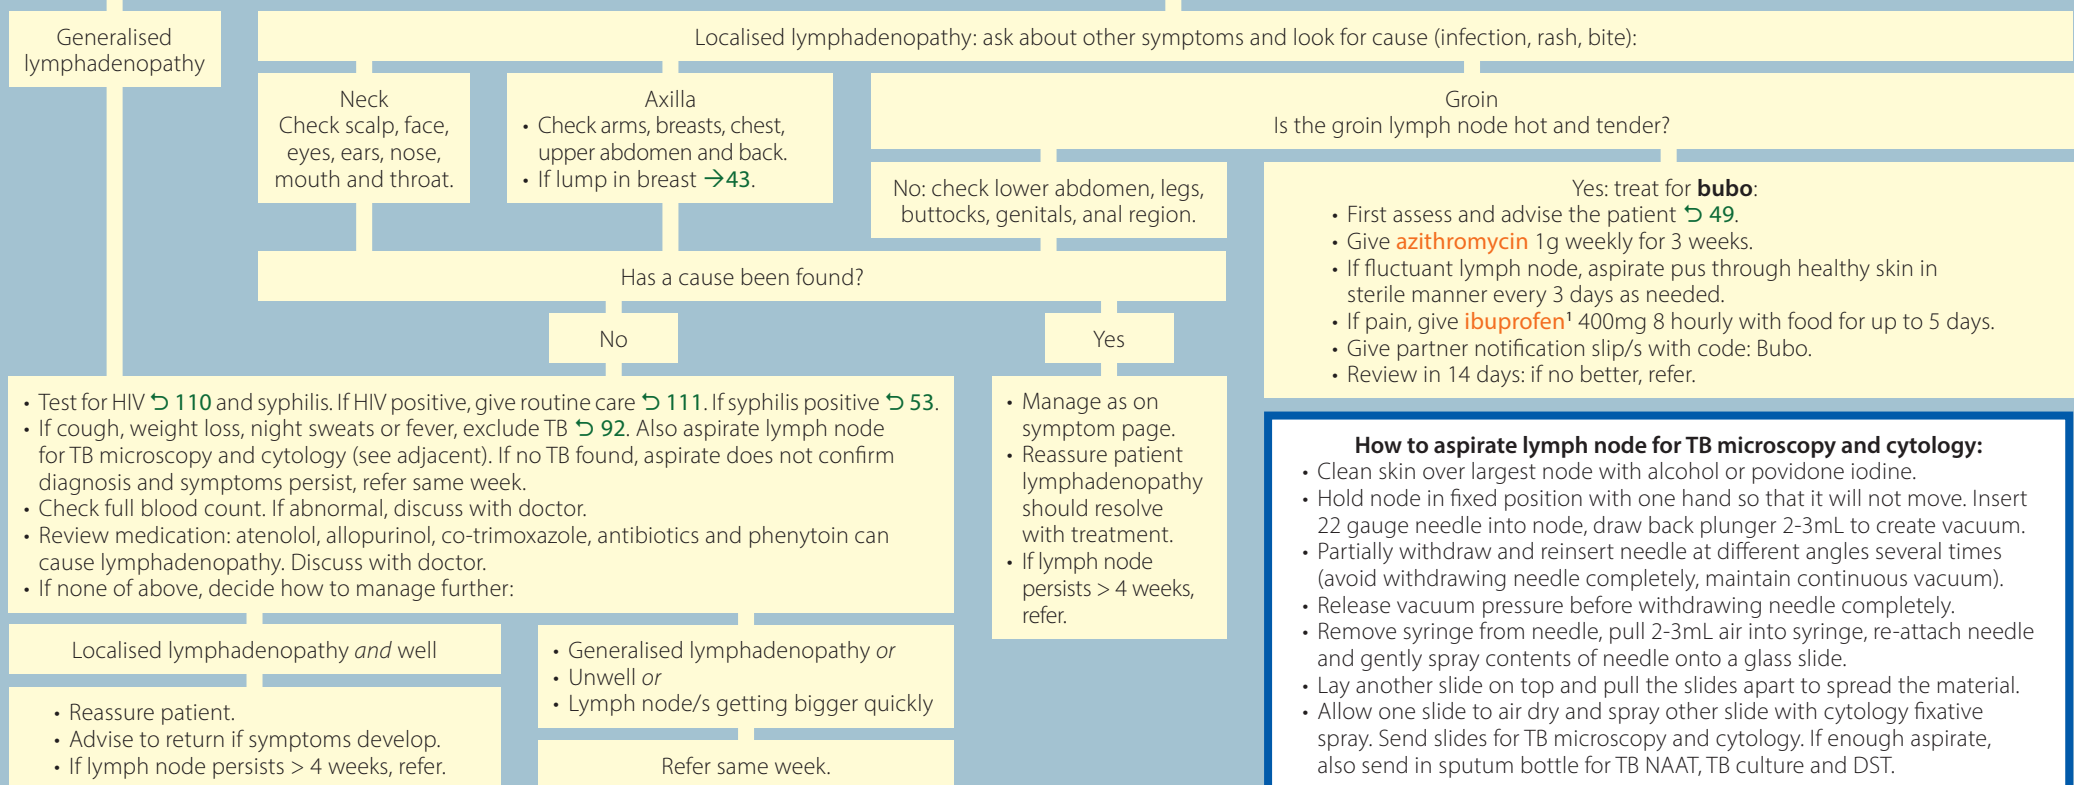 Generalised
lymphadenopathy
Localised lymphadenopathy: ask about other symptoms and look for cause (infection, rash, bite):
Neck
Check scalp, face,
eyes, ears, nose,
mouth and throat.
Axilla
• Check arms, breasts, chest,
upper abdomen and back.
• If lump in breast →43.
Groin
Is the groin lymph node hot and tender?
No: check lower abdomen, legs,
buttocks, genitals, anal region.
Yes: treat for bubo:
• First assess and advise the patient ⮌ 49.
• Give azithromycin 1g weekly for 3 weeks.
• If fluctuant lymph node, aspirate pus through healthy skin in
sterile manner every 3 days as needed.
• If pain, give ibuprofen¹ 400mg 8 hourly with food for up to 5 days.
• Give partner notification slip/s with code: Bubo.
• Review in 14 days: if no better, refer.
Has a cause been found?
No
Yes
• Test for HIV ⮌ 110 and syphilis. If HIV positive, give routine care ⮌ 111. If syphilis positive ⮌ 53.
• If cough, weight loss, night sweats or fever, exclude TB ⮌ 92. Also aspirate lymph node
for TB microscopy and cytology (see adjacent). If no TB found, aspirate does not confirm
diagnosis and symptoms persist, refer same week.
• Check full blood count. If abnormal, discuss with doctor.
• Review medication: atenolol, allopurinol, co-trimoxazole, antibiotics and phenytoin can
cause lymphadenopathy. Discuss with doctor.
• If none of above, decide how to manage further:
• Manage as on
symptom page.
• Reassure patient
lymphadenopathy
should resolve
with treatment.
• If lymph node
persists > 4 weeks,
refer.
Localised lymphadenopathy and well
• Reassure patient.
• Advise to return if symptoms develop.
• If lymph node persists > 4 weeks, refer.
• Generalised lymphadenopathy or
• Unwell or
• Lymph node/s getting bigger quickly
Refer same week.
How to aspirate lymph node for TB microscopy and cytology:
• Clean skin over largest node with alcohol or povidone iodine.
• Hold node in fixed position with one hand so that it will not move. Insert
22 gauge needle into node, draw back plunger 2-3mL to create vacuum.
• Partially withdraw and reinsert needle at different angles several times
(avoid withdrawing needle completely, maintain continuous vacuum).
• Release vacuum pressure before withdrawing needle completely.
• Remove syringe from needle, pull 2-3mL air into syringe, re-attach needle
and gently spray contents of needle onto a glass slide.
• Lay another slide on top and pull the slides apart to spread the material.
• Allow one slide to air dry and spray other slide with cytology fixative
spray. Send slides for TB microscopy and cytology. If enough aspirate,
also send in sputum bottle for TB NAAT, TB culture and DST.